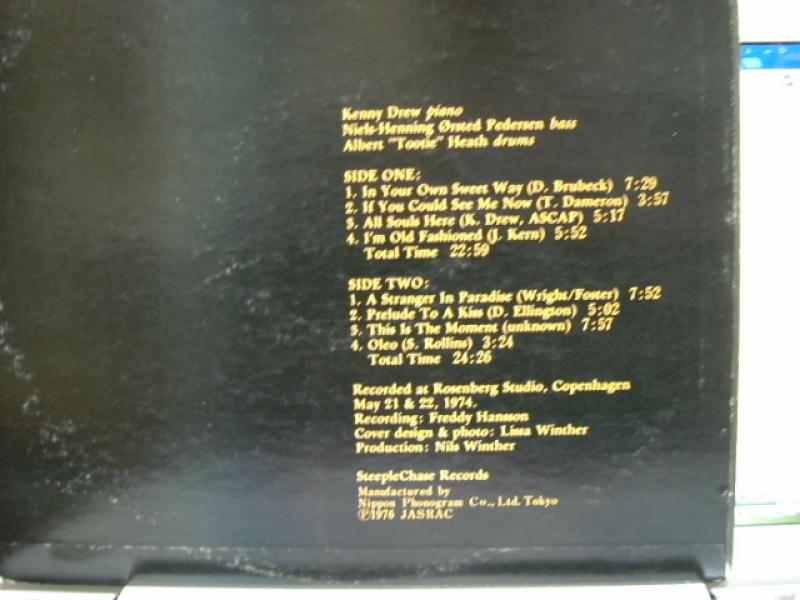 Kenny Drew piano
Niels-Henning Ørsted Pedersen bass
Albert "Tootie" Heath drums
SIDE ONE:
1. In Your Own Sweet Way (D. Brubeck) 7:29
2. If You Could See Me Now (T. Dameron) 3:57
3. All Souls Here (K. Drew, ASCAP) 5:17
4. I'm Old Fashioned (J. Kern) 5:52
Total Time 22:59
SIDE TWO:
1. A Stranger In Paradise (Wright/Foster) 7:52
2. Prelude To A Kiss (D. Ellington) 5:02
3. This Is The Moment (unknown) 7:57
4. Oleo (S. Rollins) 3:24
Total Time 24:26
Recorded at Rosenberg Studio, Copenhagen
May 21 & 22, 1974.
Recording: Freddy Hansson
Cover design & photo: Lissa Winther
Production: Nils Winther
SteepleChase Records
Manufactured by
Nippon Phonogram Co., Ltd. Tokyo
Ⓟ1976 JASRAC